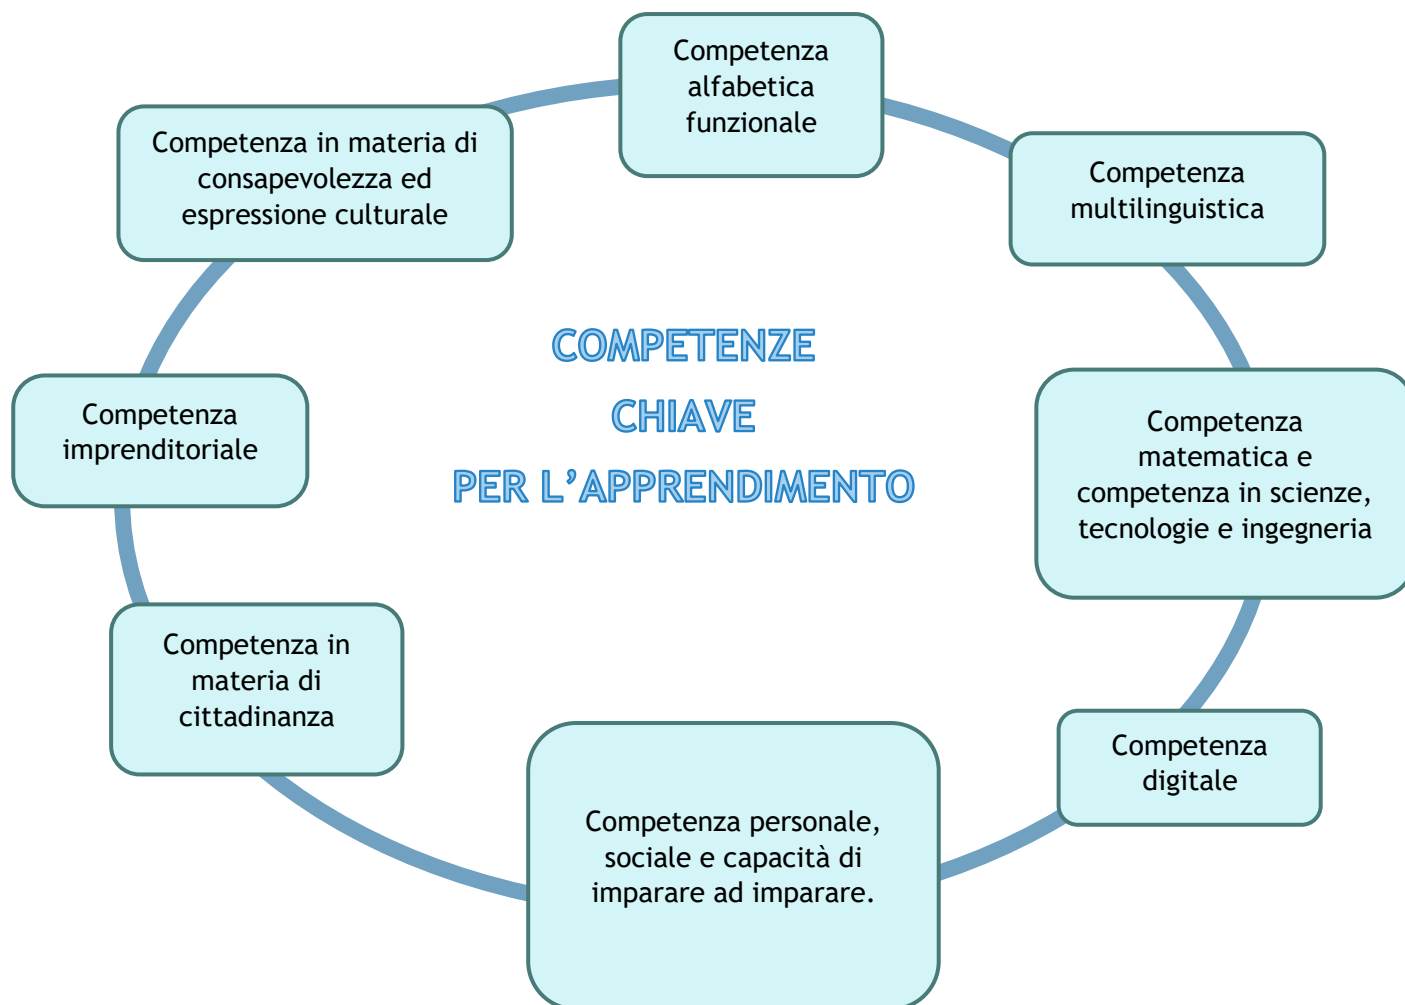 Competenza
alfabetica
funzionale
Competenza
multilinguistica
Competenza
matematica e
competenza in scienze,
tecnologie e ingegneria
Competenza
digitale
Competenza personale,
sociale e capacità di
imparare ad imparare.
Competenza in
materia di
cittadinanza
Competenza
imprenditoriale
Competenza in materia di
consapevolezza ed
espressione culturale
COMPETENZE
CHIAVE
PER L’APPRENDIMENTO